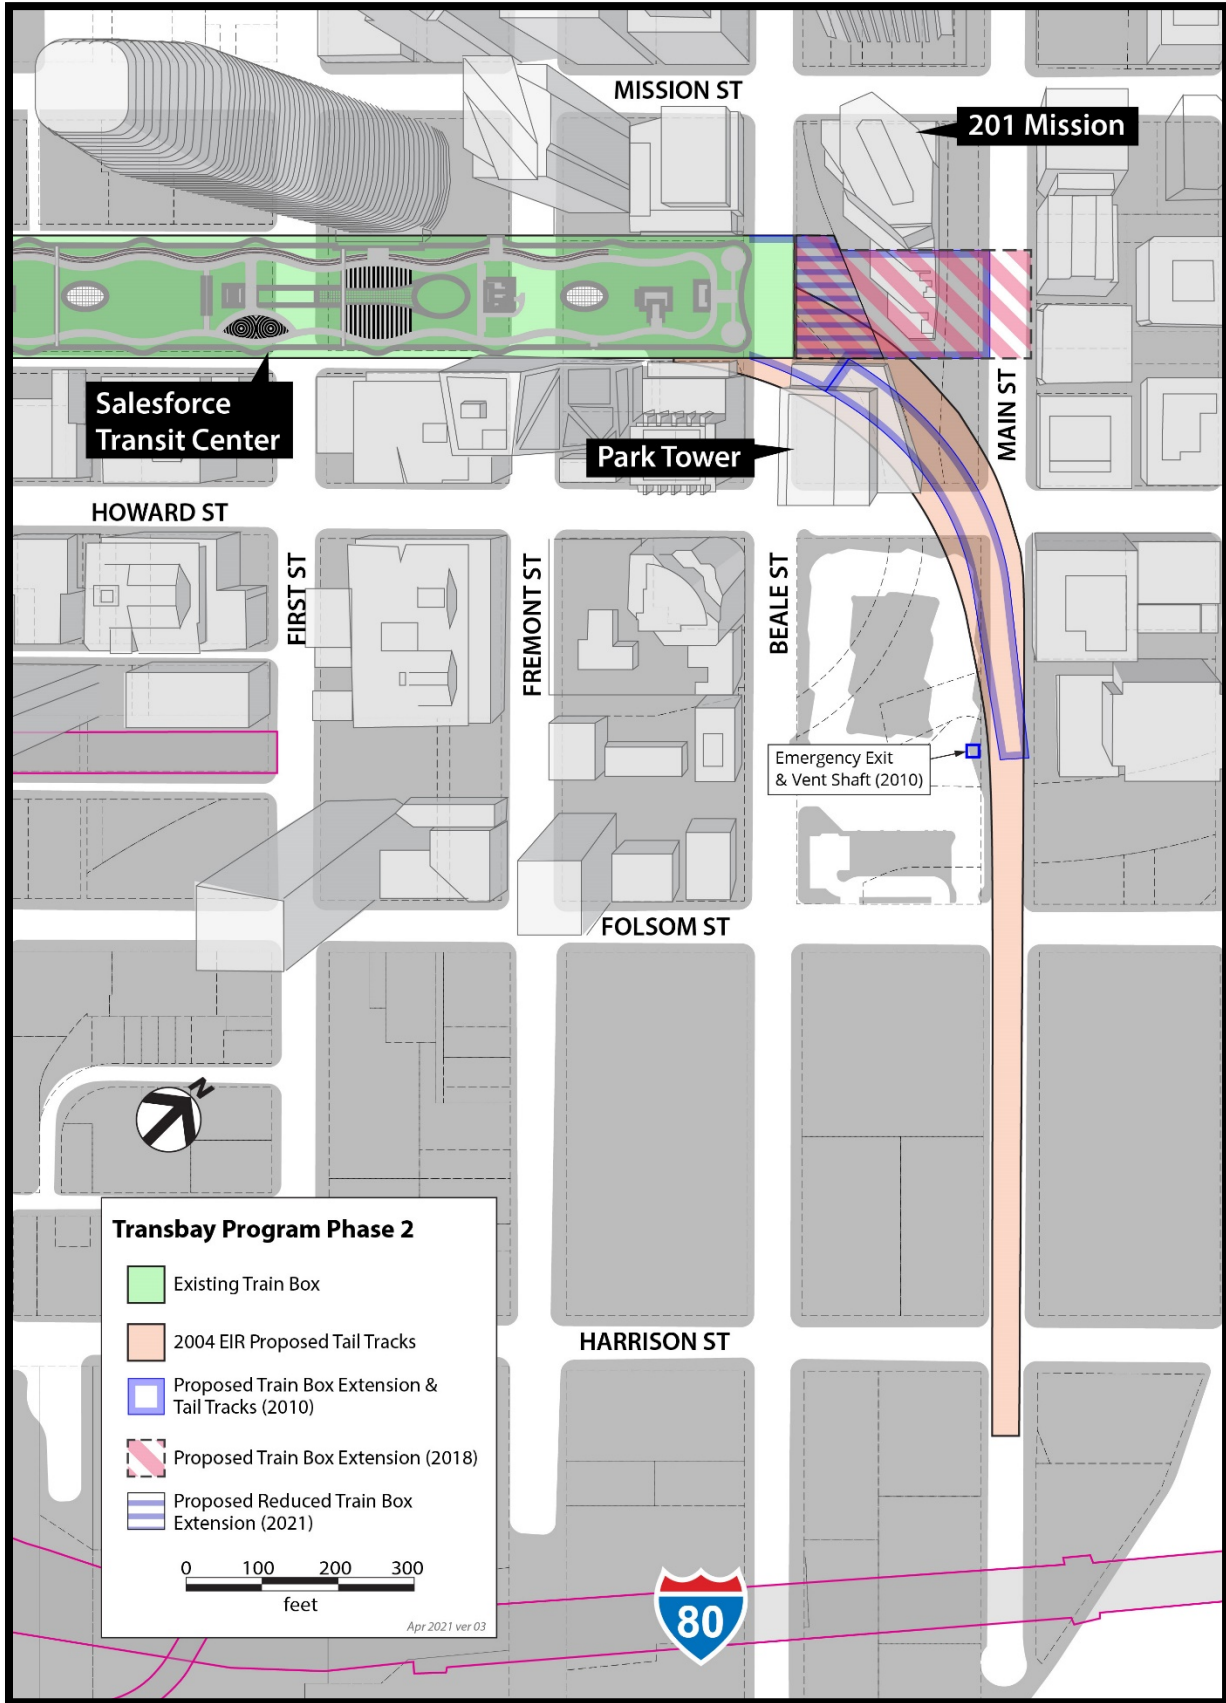 MISSION ST
201 Mission
Salesforce
Transit Center
MAIN ST
Park Tower
HOWARD ST
FIRST ST
FREMONT ST
BEALE ST
Emergency Exit
& Vent Shaft (2010)
FOLSOM ST
N
Transbay Program Phase 2
Existing Train Box
2004 EIR Proposed Tail Tracks
Proposed Train Box Extension &
Tail Tracks (2010)
Proposed Train Box Extension (2018)
Proposed Reduced Train Box
Extension (2021)
0 100 200 300
feet
Apr 2021 ver 03
HARRISON ST
80